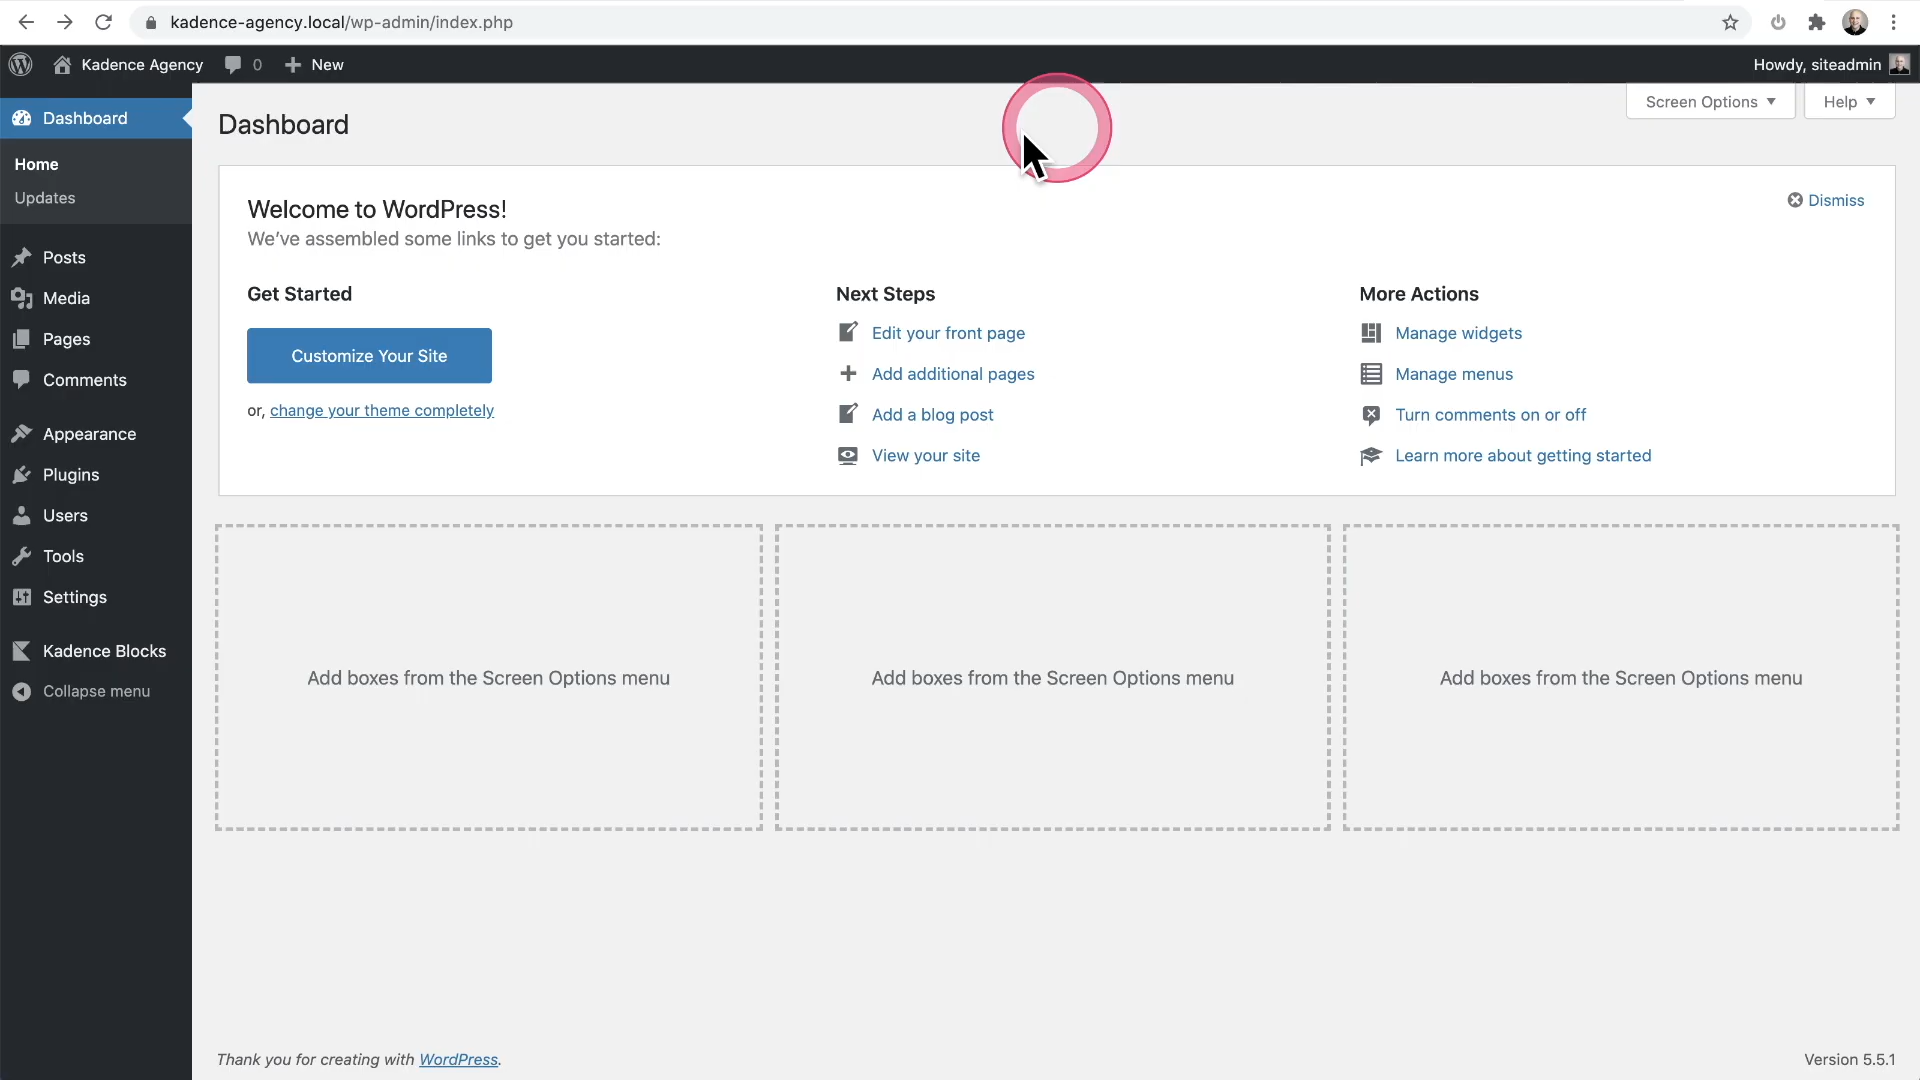 kadence-agency.local/wp-admin/index.php
Kadence Agency 0 New
Howdy, siteadmin
Dashboard
Home
Updates
Posts
Media
Pages
Comments
Appearance
Plugins
Users
Tools
Settings
Kadence Blocks
Collapse menu
Screen Options
Help
Dashboard
Welcome to WordPress!
We've assembled some links to get you started:
Dismiss
Get Started
Customize Your Site
or, change your theme completely
Next Steps
Edit your front page
Add additional pages
Add a blog post
View your site
More Actions
Manage widgets
Manage menus
Turn comments on or off
Learn more about getting started
Add boxes from the Screen Options menu
Add boxes from the Screen Options menu
Add boxes from the Screen Options menu
Thank you for creating with WordPress.
Version 5.5.1